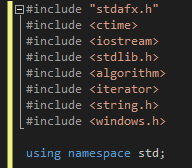 #include "stdafx.h"
#include <ctime>
#include <iostream>
#include <stdlib.h>
#include <algorithm>
#include <iterator>
#include <string.h>
#include <windows.h>
using namespace std;